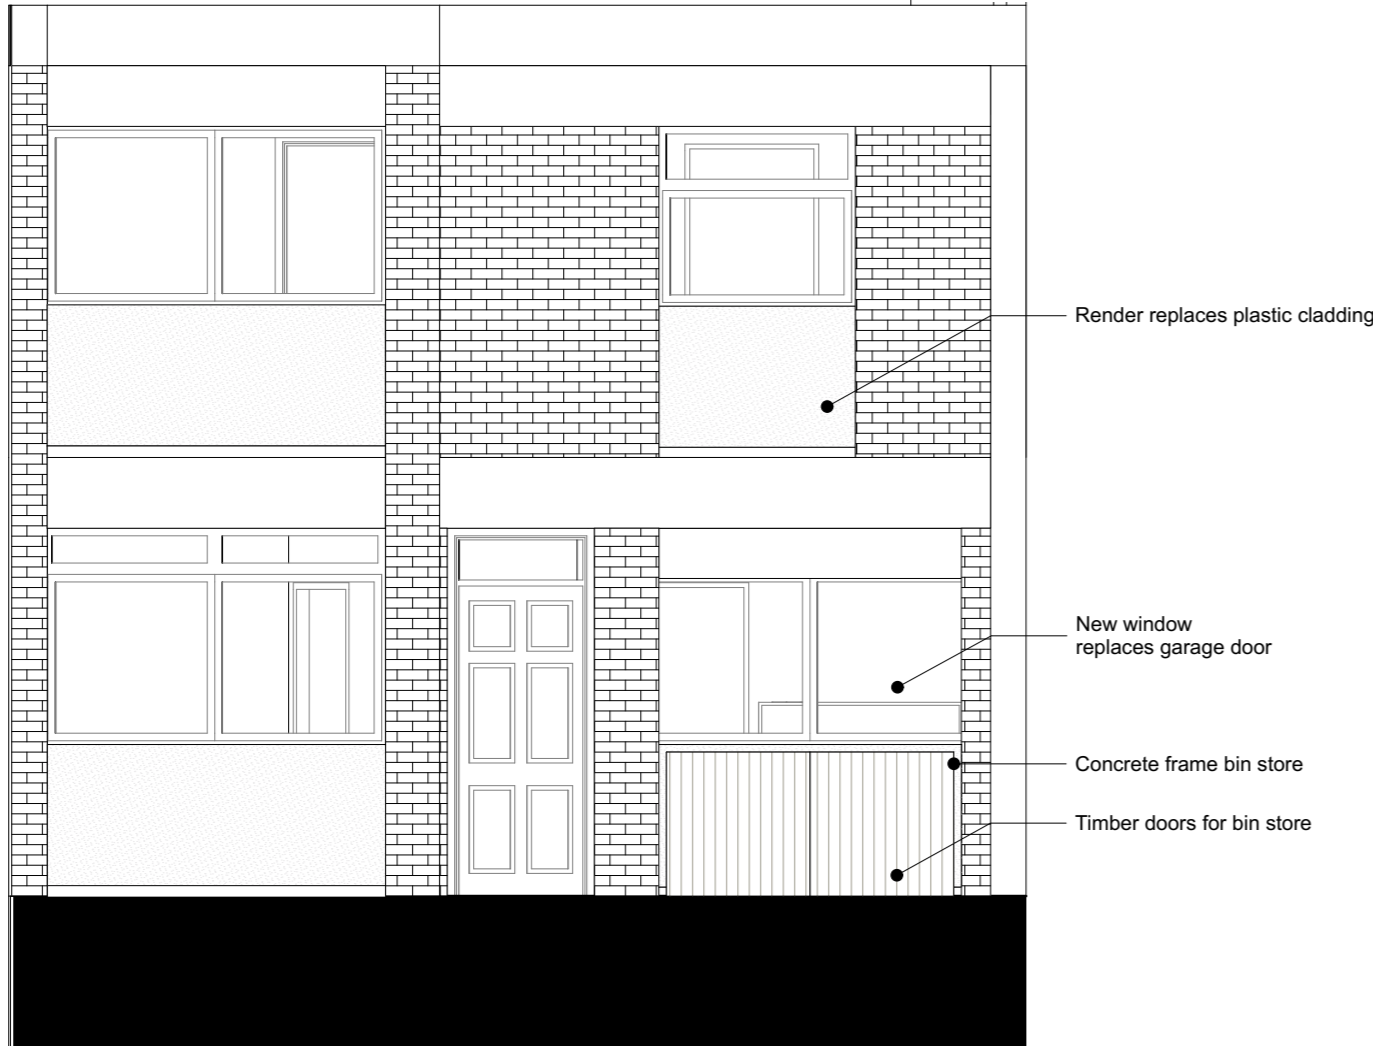 Render replaces plastic cladding
New window
replaces garage door
Concrete frame bin store
Timber doors for bin store